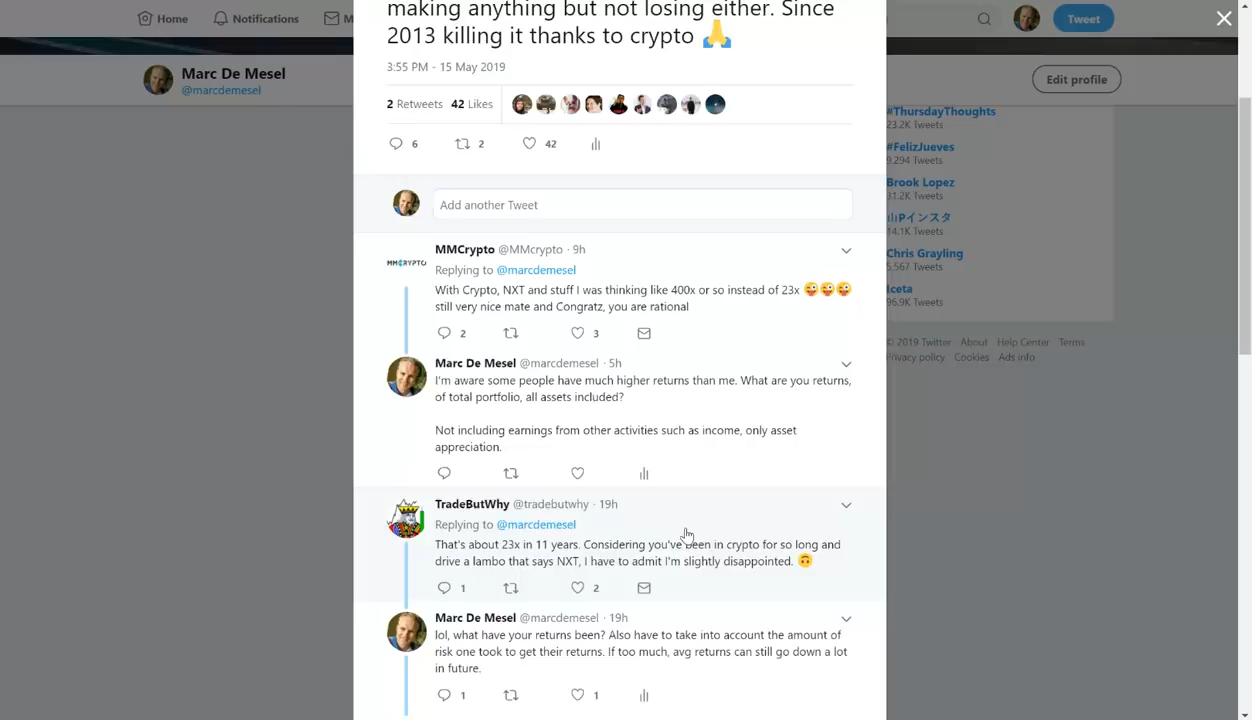 making anything but not losing either. Since
2013 killing it thanks to crypto 🙏
Home
Notifications
M
Tweet
Marc De Mesel
@marcdemesel
Edit profile
3:55 PM - 15 May 2019
2 Retweets 42 Likes
6 2 42
Add another Tweet
MMCrypto @MMcrypto · 9h
MMCRYPTO
Replying to @marcdemesel
With Crypto, NXT and stuff I was thinking like 400x or so instead of 23x 😜😜😜
still very nice mate and Congratz, you are rational
2 3
Marc De Mesel @marcdemesel · 5h
I'm aware some people have much higher returns than me. What are you returns,
of total portfolio, all assets included?
Not including earnings from other activities such as income, only asset
appreciation.
TradeButWhy @tradebutwhy · 19h
Replying to @marcdemesel
That's about 23x in 11 years. Considering you've been in crypto for so long and
drive a lambo that says NXT, I have to admit I'm slightly disappointed. 🙃
1 2
Marc De Mesel @marcdemesel · 19h
lol, what have your returns been? Also have to take into account the amount of
risk one took to get their returns. If too much, avg returns can still go down a lot
in future.
1 1
#ThursdayThoughts
23.2K Tweets
#FelizJueves
9,294 Tweets
Brook Lopez
31.2K Tweets
山Pインスタ
14.1K Tweets
Chris Grayling
5,567 Tweets
Iceta
96.9K Tweets
© 2019 Twitter About Help Center Terms
Privacy policy Cookies Ads info